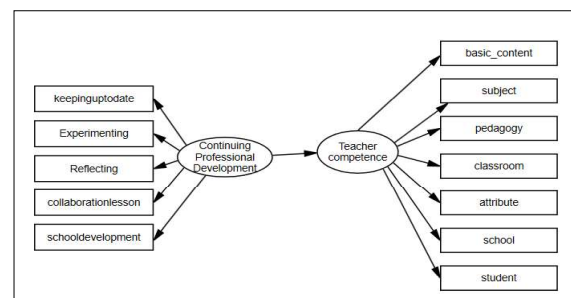 keepinguptodate
Experimenting
Reflecting
collaborationlesson
schooldevelopment
Continuing
Professional
Development
Teacher
competence
basic_content
subject
pedagogy
classroom
attribute
school
student